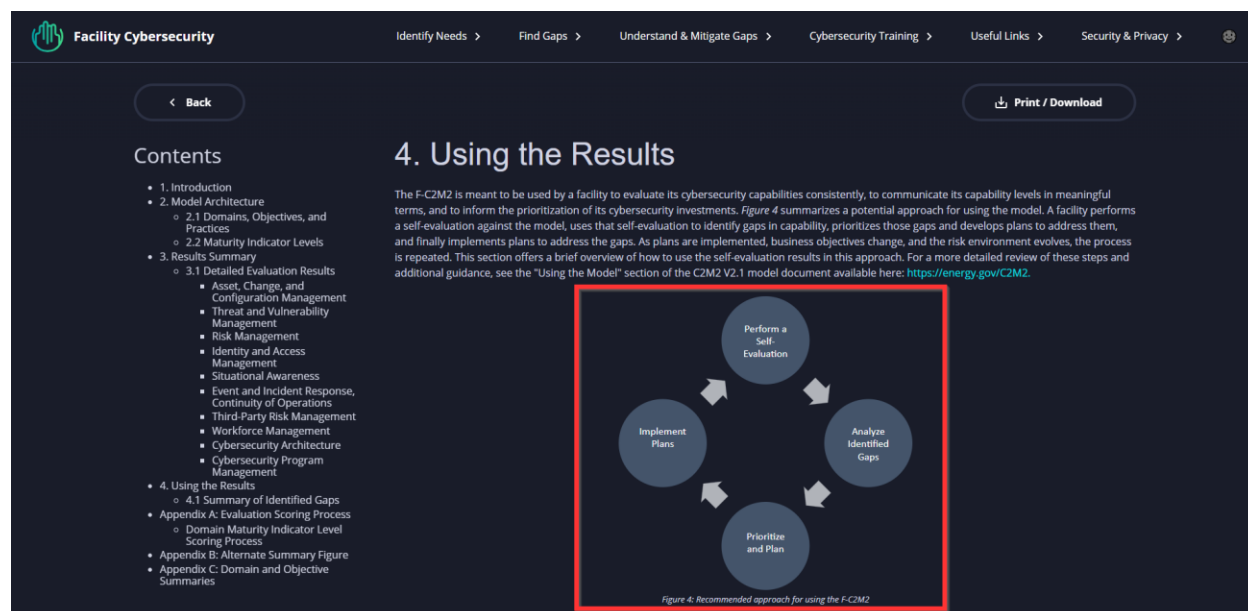 Facility Cybersecurity
Identify Needs
Find Gaps
Understand & Mitigate Gaps
Cybersecurity Training
Useful Links
Security & Privacy
Back
Print / Download
Contents
1. Introduction
2. Model Architecture
2.1 Domains, Objectives, and
Practices
2.2 Maturity Indicator Levels
3. Results Summary
3.1 Detailed Evaluation Results
Asset, Change, and
Configuration Management
Threat and Vulnerability
Management
Risk Management
Identity and Access
Management
Situational Awareness
Event and Incident Response,
Continuity of Operations
Third-Party Risk Management
Workforce Management
Cybersecurity Architecture
Cybersecurity Program
Management
4. Using the Results
4.1 Summary of Identified Gaps
Appendix A: Evaluation Scoring Process
Domain Maturity Indicator Level
Scoring Process
Appendix B: Alternate Summary Figure
Appendix C: Domain and Objective
Summaries
4. Using the Results
The F-C2M2 is meant to be used by a facility to evaluate its cybersecurity capabilities consistently, to communicate its capability levels in meaningful
terms, and to inform the prioritization of its cybersecurity investments. Figure 4 summarizes a potential approach for using the model. A facility performs
a self-evaluation against the model, uses that self-evaluation to identify gaps in capability, prioritizes those gaps and develops plans to address them,
and finally implements plans to address the gaps. As plans are implemented, business objectives change, and the risk environment evolves, the process
is repeated. This section offers a brief overview of how to use the self-evaluation results in this approach. For a more detailed review of these steps and
additional guidance, see the "Using the Model" section of the C2M2 V2.1 model document available here: https://energy.gov/C2M2.
Perform a
Self-
Evaluation
Implement
Plans
Analyze
Identified
Gaps
Prioritize
and Plan
Figure 4: Recommended approach for using the F-C2M2